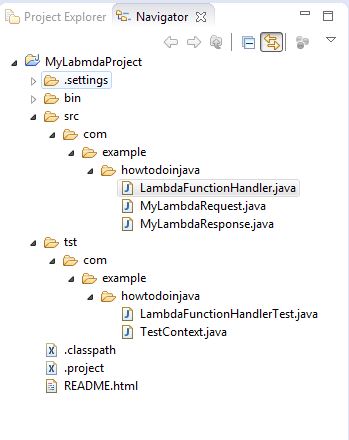 Project Explorer Navigator
MyLabmdaProject
.settings
bin
src
com
example
howtodoinjava
LambdaFunctionHandler.java
MyLambdaRequest.java
MyLambdaResponse.java
tst
com
example
howtodoinjava
LambdaFunctionHandlerTest.java
TestContext.java
.classpath
.project
README.html